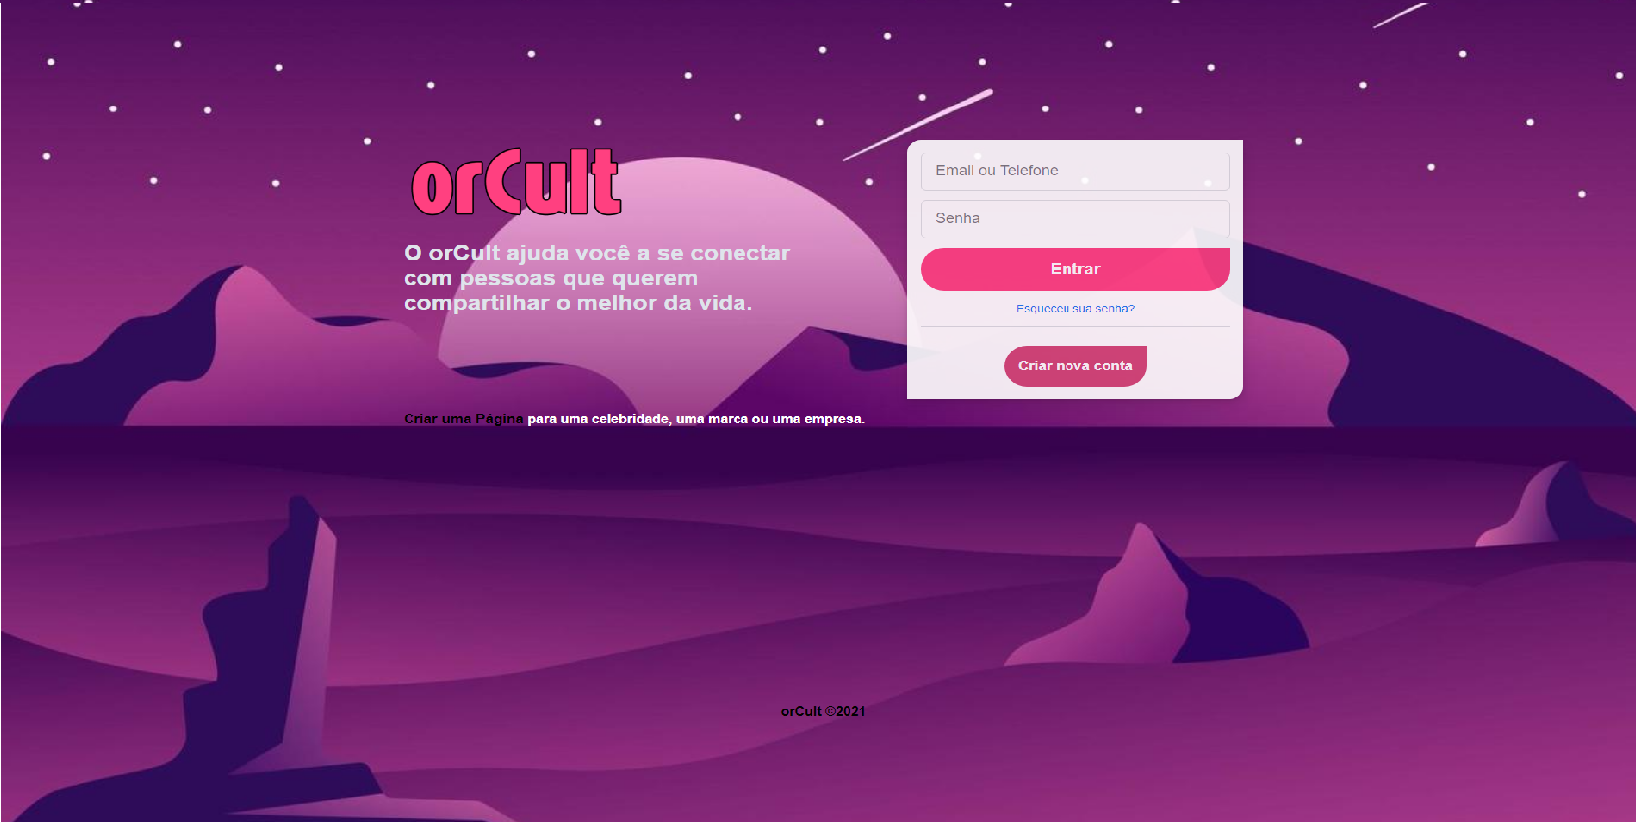 orCult
O orCult ajuda você a se conectar
com pessoas que querem
compartilhar o melhor da vida.
Email ou Telefone
Senha
Entrar
Esqueceu sua senha?
Criar nova conta
Criar uma Página para uma celebridade, uma marca ou uma empresa.
orCult ©2021